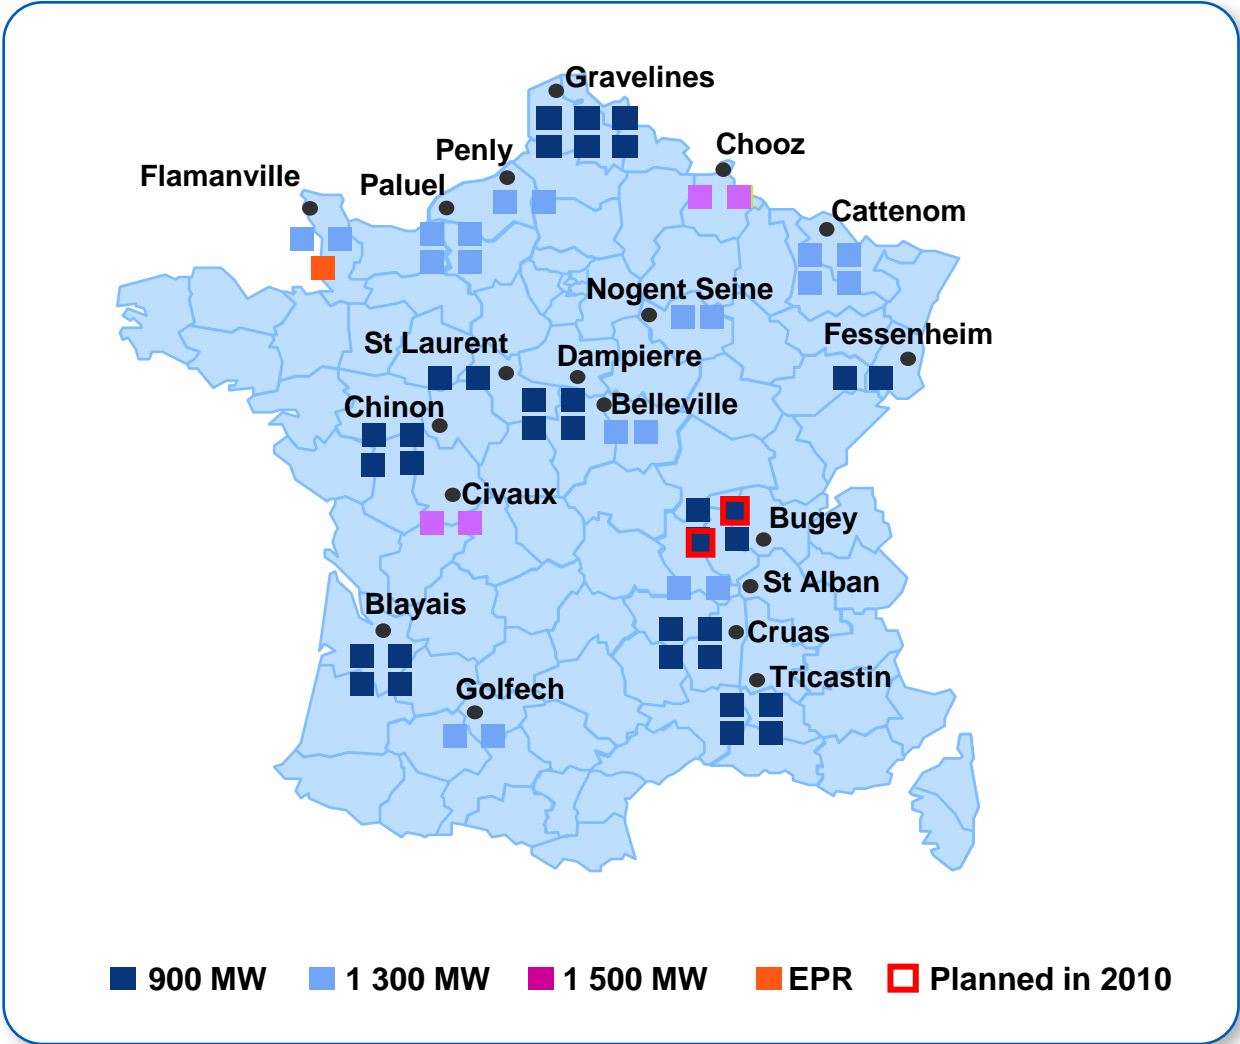 Gravelines
Chooz
Penly
Flamanville
Paluel
Cattenom
Nogent Seine
Fessenheim
St Laurent
Dampierre
Chinon
Belleville
Civaux
Bugey
St Alban
Blayais
Cruas
Tricastin
Golfech
900 MW 1 300 MW 1 500 MW EPR Planned in 2010